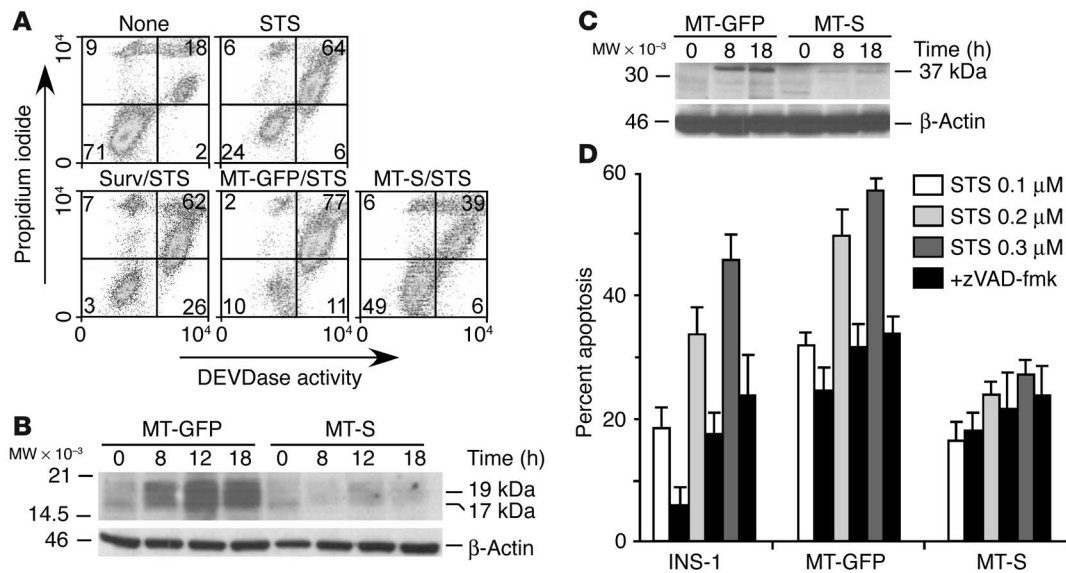 A
None
STS
10⁴
9
18
6
64
0
71
2
24
6
Surv/STS
MT-GFP/STS
MT-S/STS
10⁴
7
62
2
77
6
39
0
3
26
10
11
49
6
0
10⁴
0
10⁴
0
10⁴
Propidium iodide
DEVDase activity
B
MT-GFP
MT-S
MW × 10⁻³
0 8 12 18 0 8 12 18 Time (h)
21
19 kDa
17 kDa
14.5
46
β-Actin
C
MT-GFP
MT-S
MW × 10⁻³
0 8 18 0 8 18 Time (h)
30
37 kDa
46
β-Actin
D
60
40
20
0
Percent apoptosis
STS 0.1 μM
STS 0.2 μM
STS 0.3 μM
+zVAD-fmk
INS-1
MT-GFP
MT-S